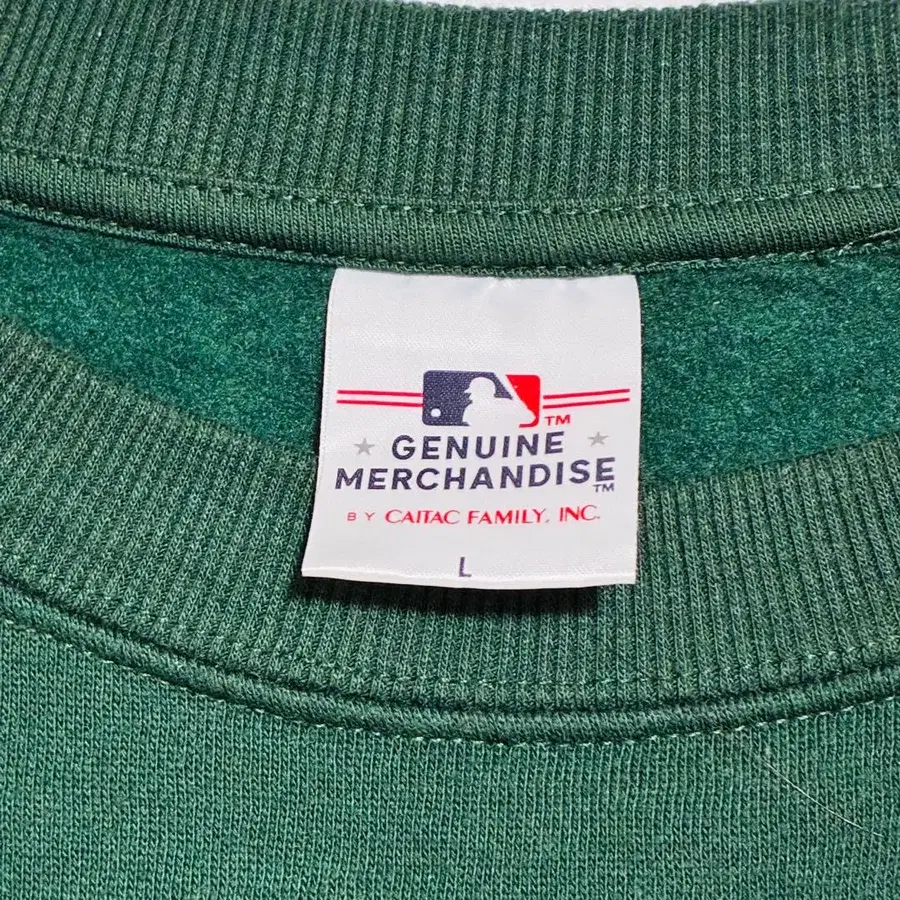 TM
GENUINE
MERCHANDISE
TM
BY CAITAC FAMILY, INC.
L